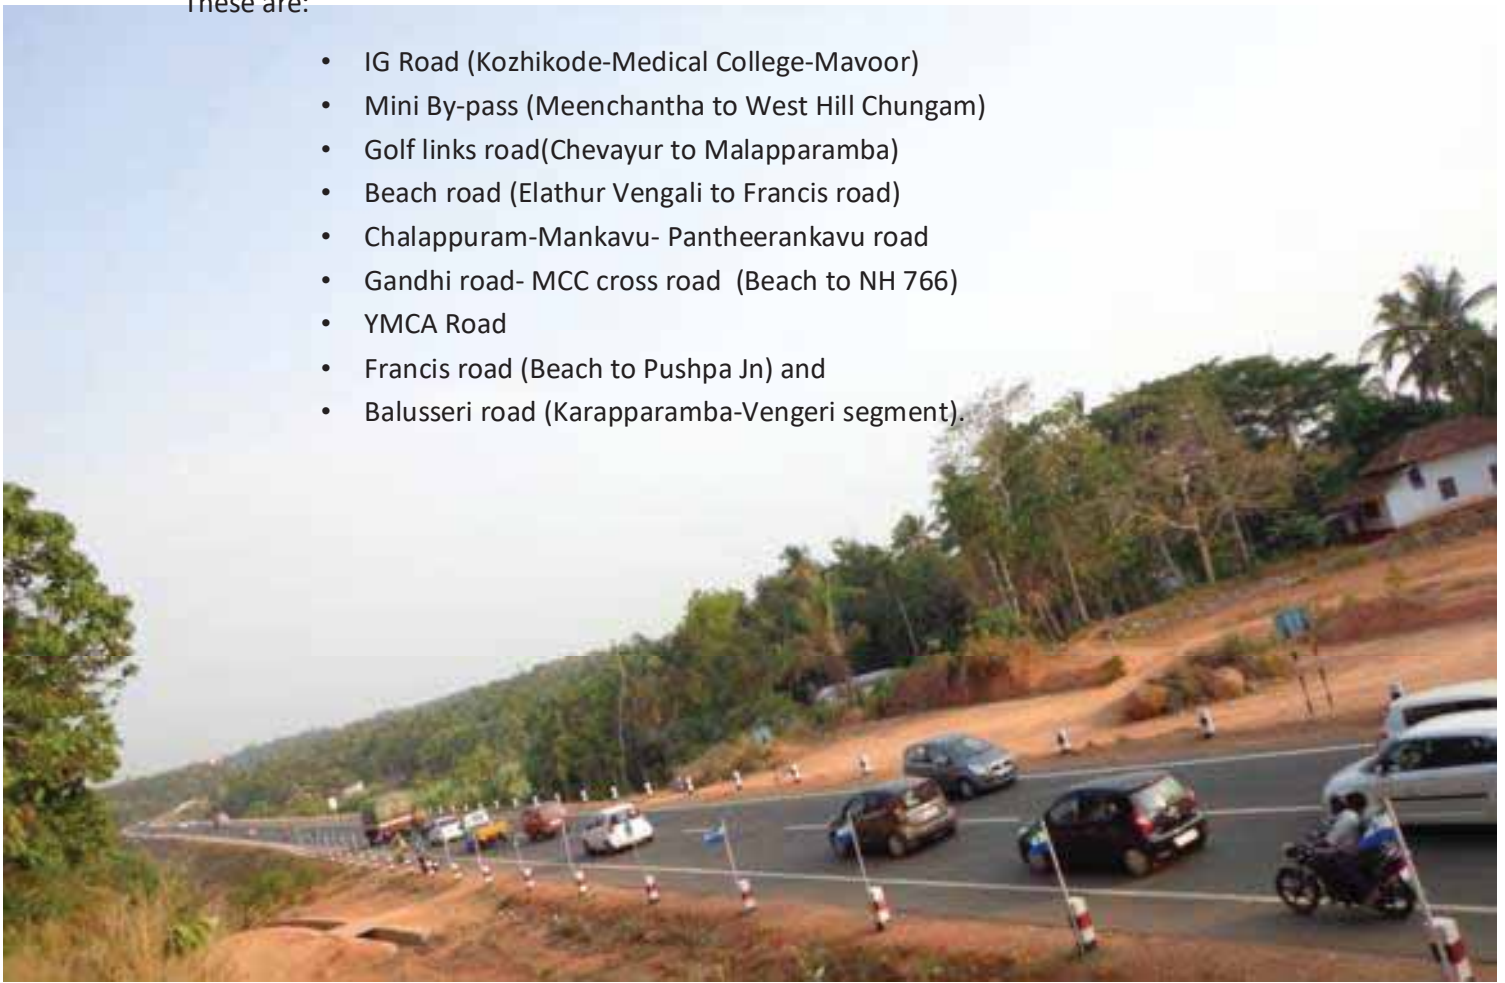 These are:
• IG Road (Kozhikode-Medical College-Mavoor)
• Mini By-pass (Meenchantha to West Hill Chungam)
• Golf links road(Chevayur to Malapparamba)
• Beach road (Elathur Vengali to Francis road)
• Chalappuram-Mankavu- Pantheerankavu road
• Gandhi road- MCC cross road  (Beach to NH 766)
• YMCA Road
• Francis road (Beach to Pushpa Jn) and
• Balusseri road (Karapparamba-Vengeri segment).